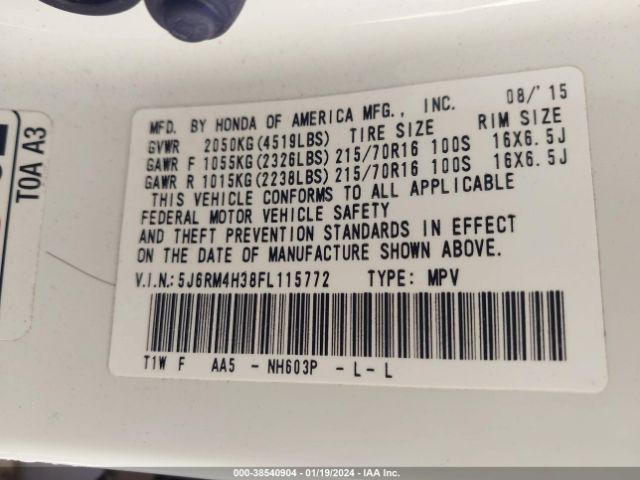 MFD. BY HONDA OF AMERICA MFG., INC. 08/'15
GVWR 2050KG(4519LBS) TIRE SIZE RIM SIZE
GAWR F 1055KG(2326LBS) 215/70R16 100S 16X6.5J
GAWR R 1015KG(2238LBS) 215/70R16 100S 16X6.5J
THIS VEHICLE CONFORMS TO ALL APPLICABLE
FEDERAL MOTOR VEHICLE SAFETY
AND THEFT PREVENTION STANDARDS IN EFFECT
ON THE DATE OF MANUFACTURE SHOWN ABOVE.
V.I.N.:5J6RM4H38FL115772 TYPE: MPV
T1W F AA5 - NH603P - L - L
TOA A3
000-38540904 - 01/19/2024 - IAA Inc.